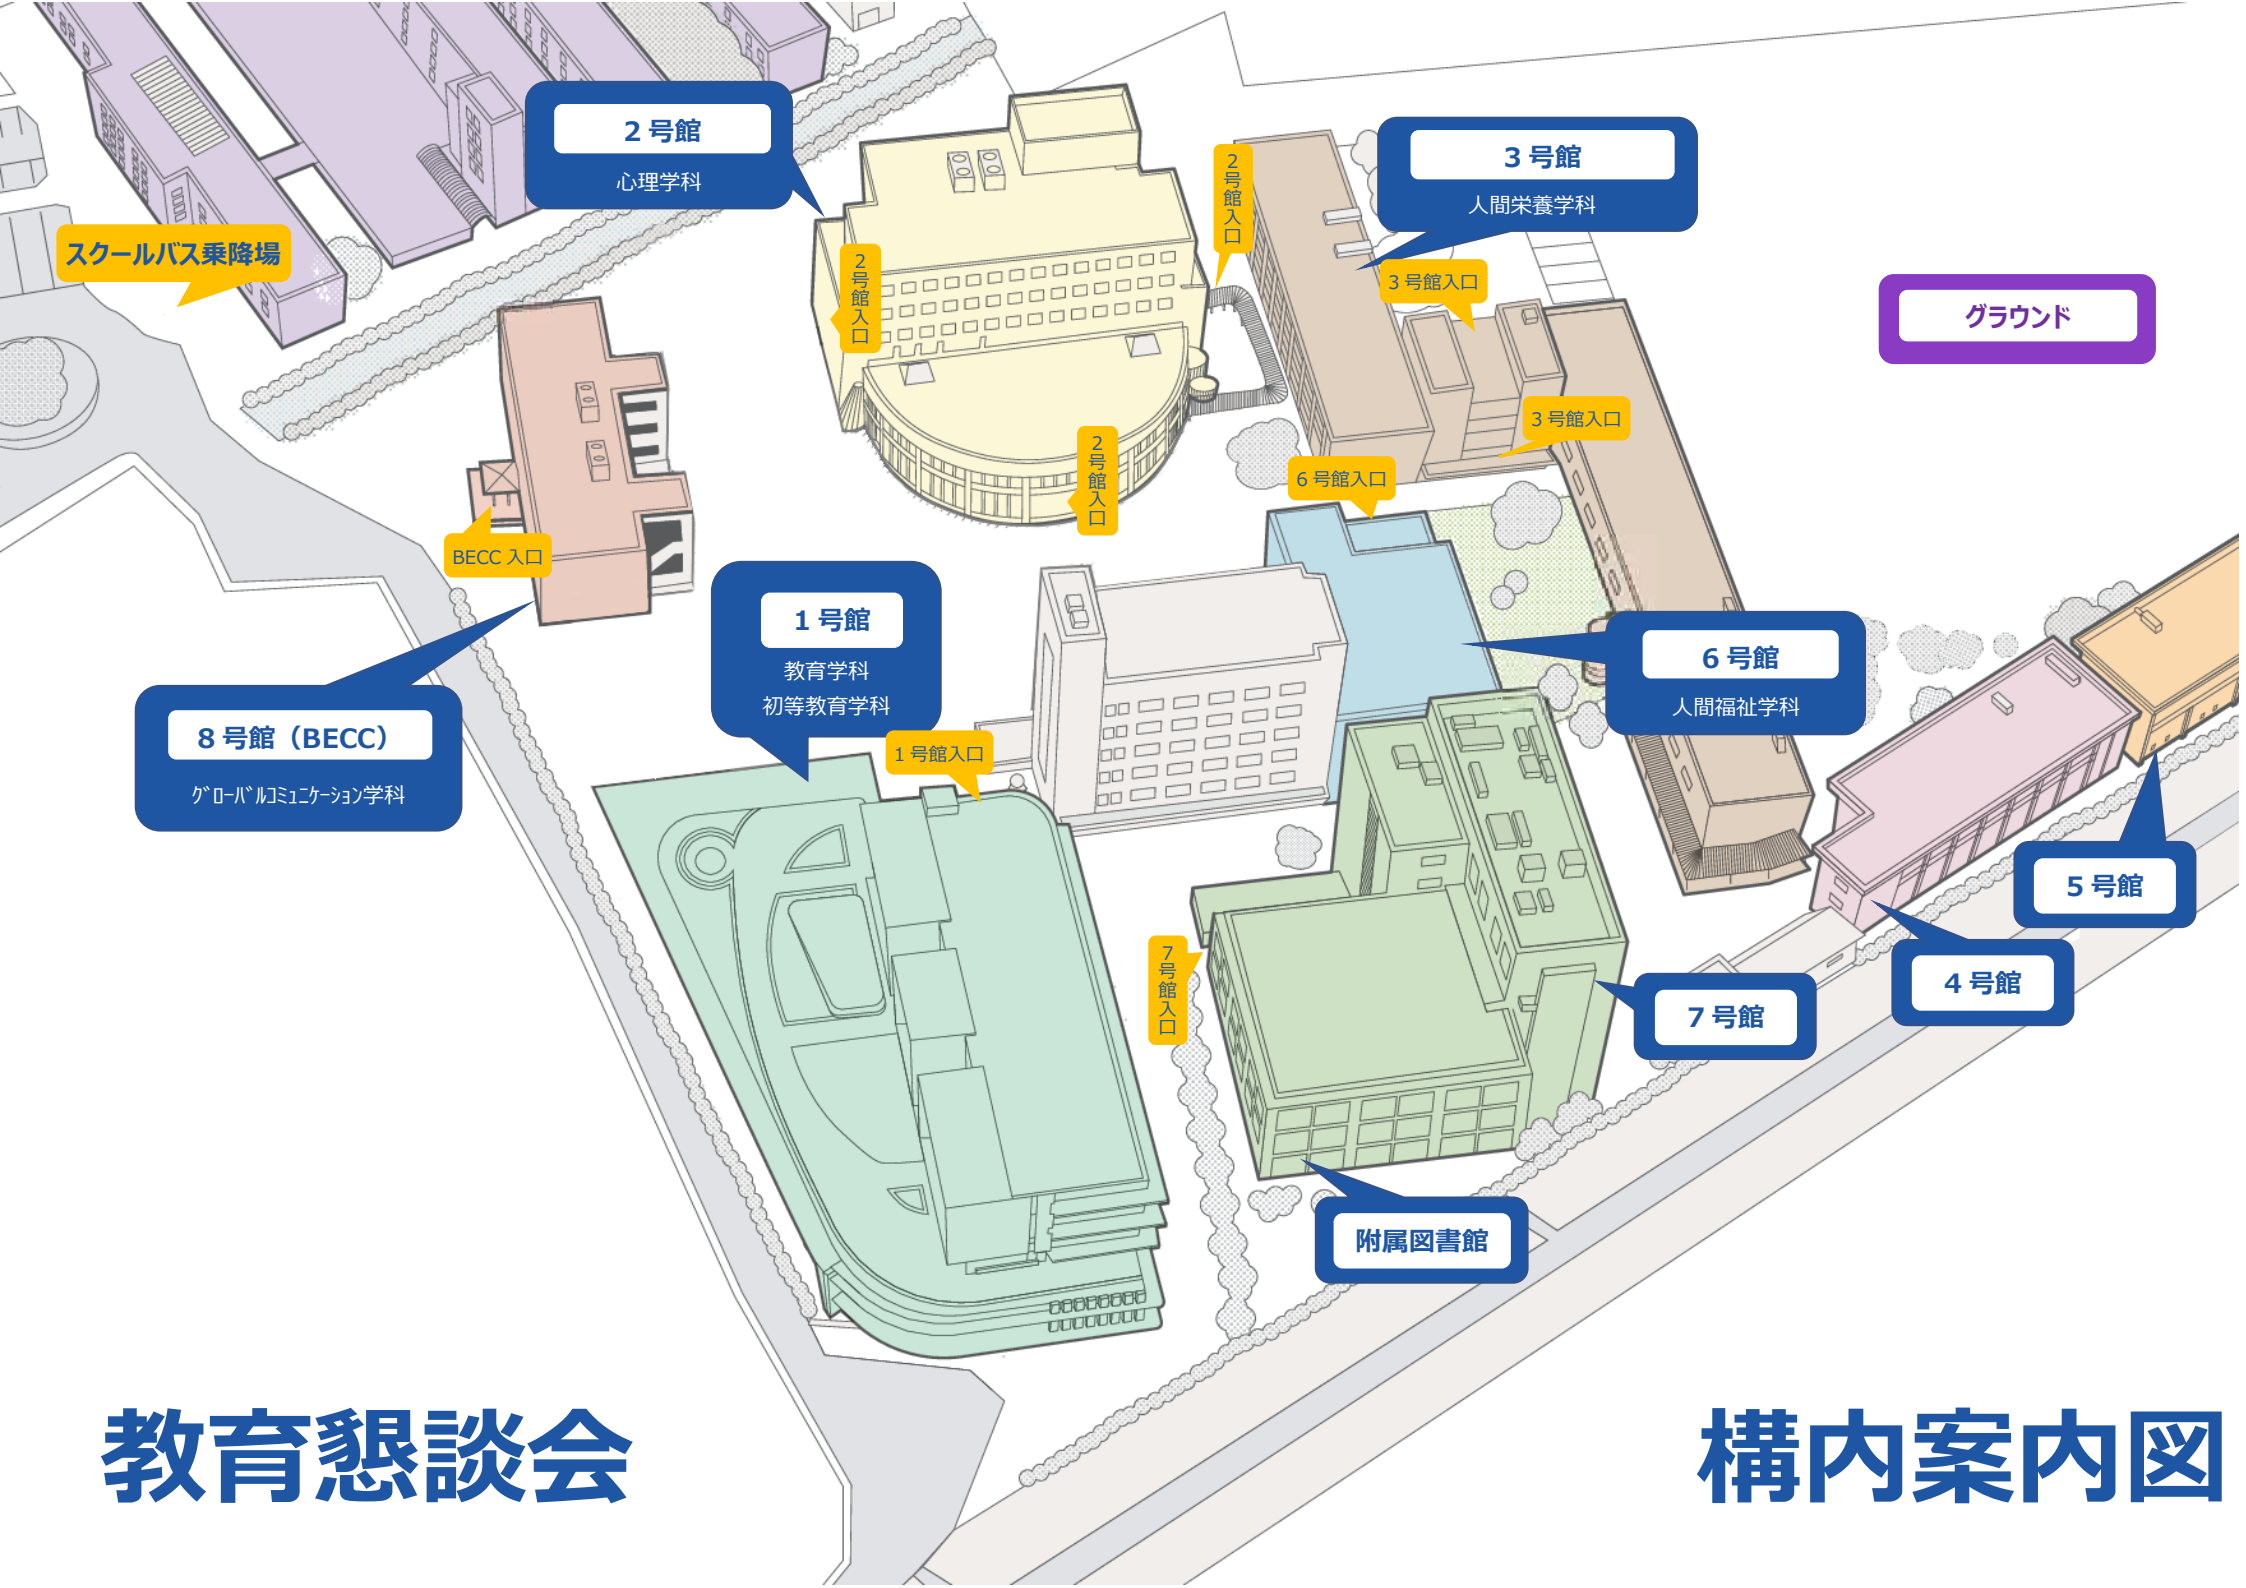 2号館
心理学科
3号館
人間栄養学科
2号館入口
スクールバス乗降場
2号館入口
3号館入口
グラウンド
3号館入口
2号館入口
6号館入口
BECC入口
1号館
教育学科
初等教育学科
6号館
人間福祉学科
8号館（BECC）
ｸﾞﾛｰﾊﾞﾙｺﾐｭﾆｹｰｼｮﾝ学科
1号館入口
5号館
7号館入口
4号館
7号館
附属図書館
教育懇談会
構内案内図